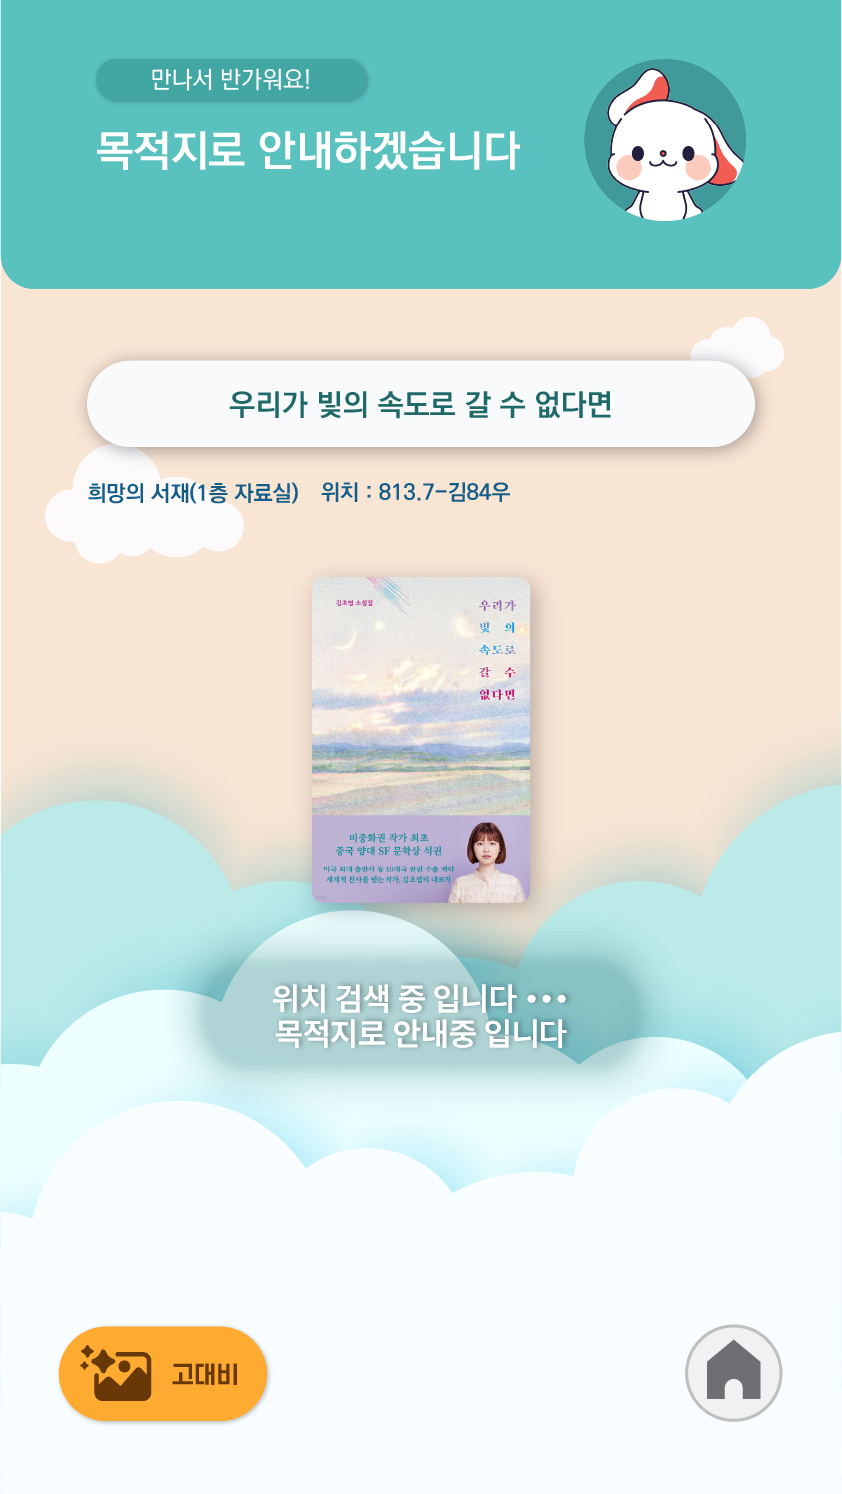 만나서 반가워요!
목적지로 안내하겠습니다
우리가 빛의 속도로 갈 수 없다면
희망의 서재(1층 자료실) 위치 : 813.7-김84우
김초엽 소설집
우리가
빛 의
속도로
갈 수
없다면
비중화권 작가 최초
중국 양대 SF 문학상 석권
미국 최대 출판사 등 10개국 판권 수출 계약
세계적 찬사를 받는 작가, 김초엽의 대표작
위치 검색 중 입니다 •••
목적지로 안내중 입니다
고대비